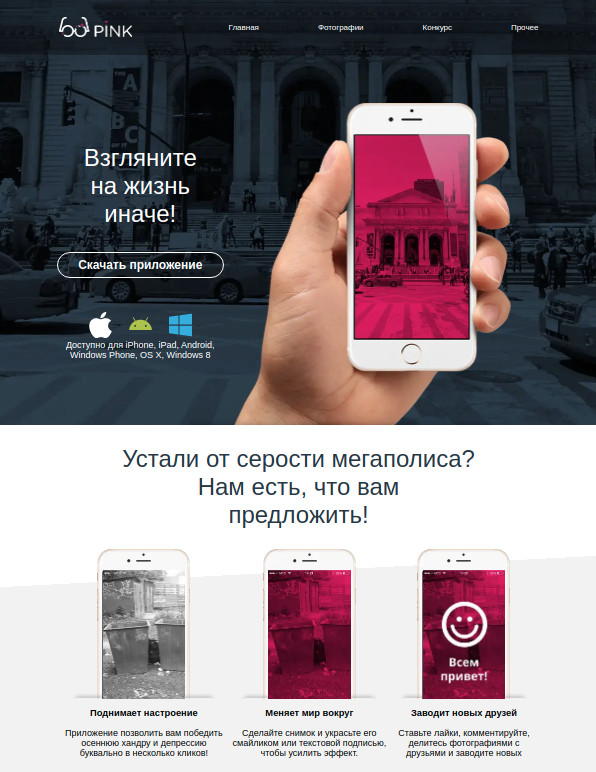 PINK
Главная Фотографии Конкурс Прочее
Взгляните
на жизнь
иначе!
Скачать приложение
Доступно для iPhone, iPad, Android,
Windows Phone, OS X, Windows 8
Устали от серости мегаполиса?
Нам есть, что вам
предложить!
Всем
привет!
Поднимает настроение
Приложение позволить вам победить
осеннюю хандру и депрессию
буквально в несколько кликов!
Меняет мир вокруг
Сделайте снимок и украсьте его
смайликом или текстовой подписью,
чтобы усилить эффект.
Заводит новых друзей
Ставьте лайки, комментируйте,
делитесь фотографиями с
друзьями и заводите новых